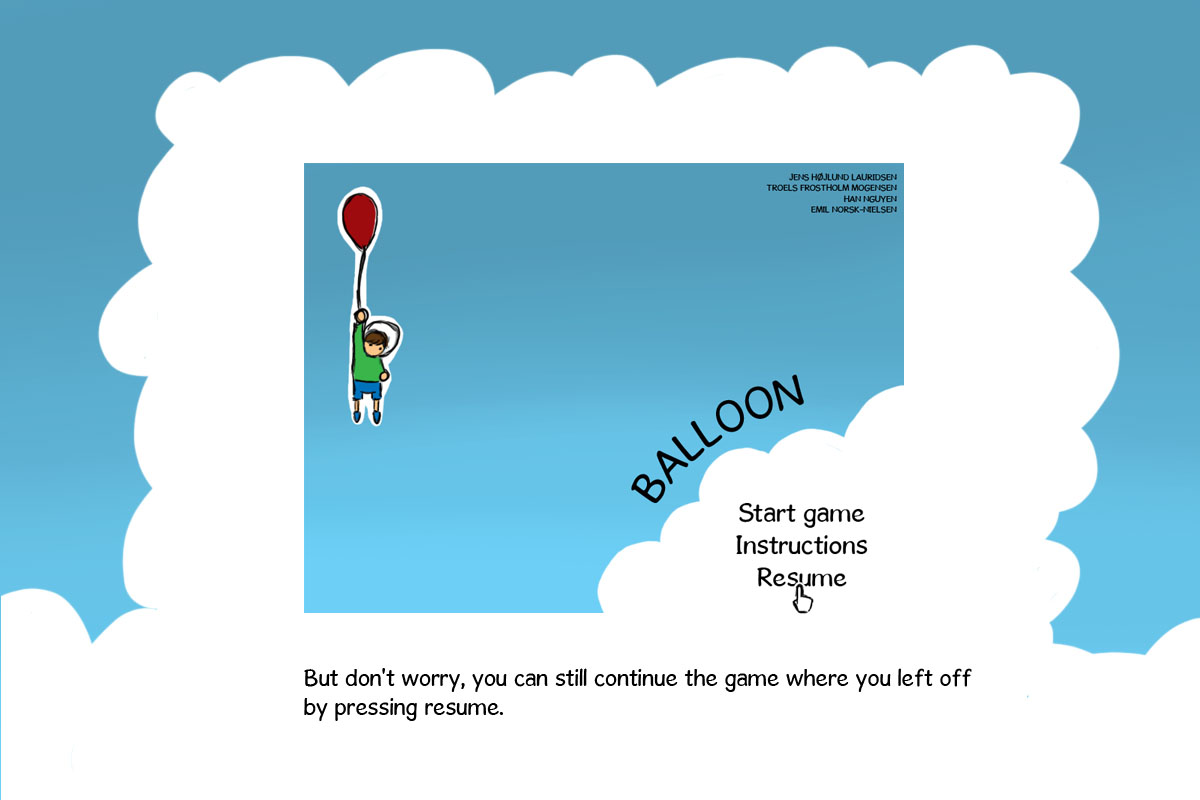 JENS HØJLUND LAURIDSEN
TROELS FROSTHOLM MOGENSEN
HAN NGUYEN
EMIL NORSK-NIELSEN
BALLOON
Start game
Instructions
Resume
But don't worry, you can still continue the game where you left off
by pressing resume.